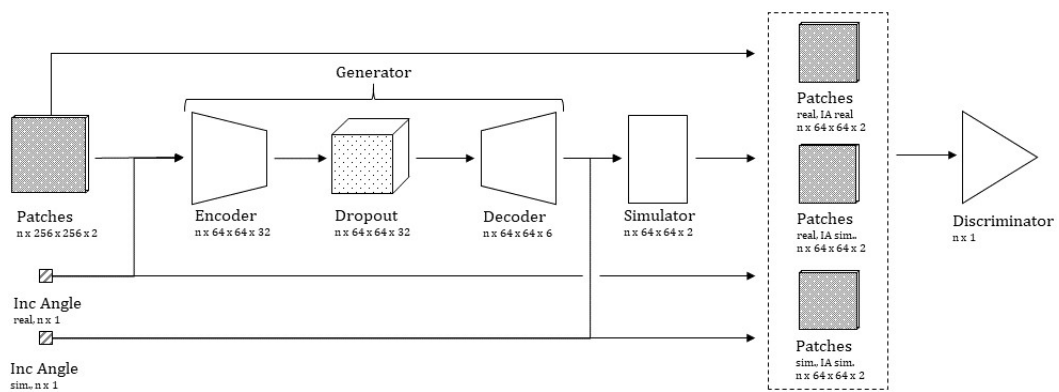 Generator
Patches
real, IA real
n x 64 x 64 x 2
Patches
n x 256 x 256 x 2
Encoder
n x 64 x 64 x 32
Dropout
n x 64 x 64 x 32
Decoder
n x 64 x 64 x 6
Simulator
n x 64 x 64 x 2
Patches
real, IA sim..
n x 64 x 64 x 2
Discriminator
n x 1
Inc Angle
real, n x 1
Patches
sim., IA sim.
n x 64 x 64 x 2
Inc Angle
sim., n x 1